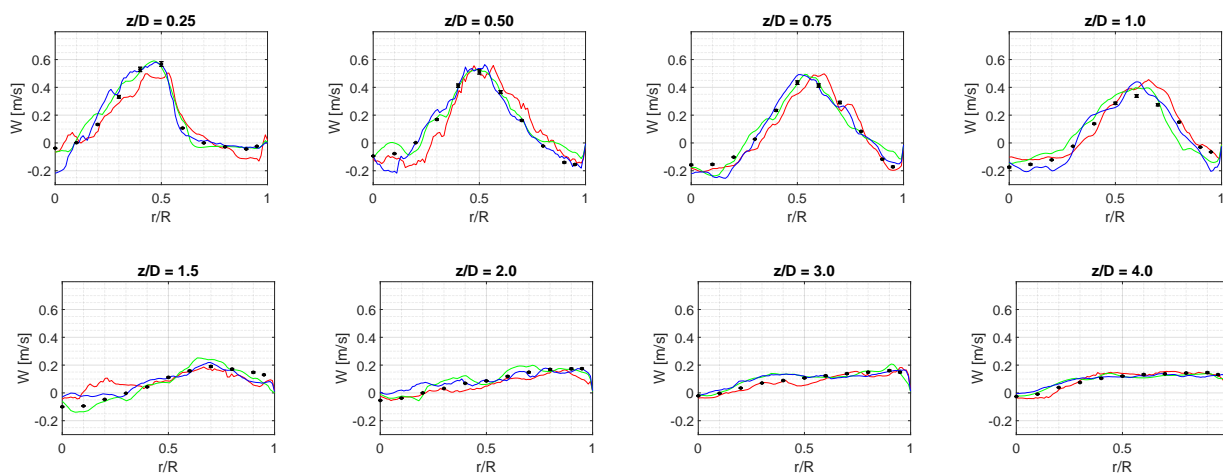 z/D = 0.25
z/D = 0.50
z/D = 0.75
z/D = 1.0
W [m/s]
0.6
0.4
0.2
0
-0.2
0
0.5
1
r/R
W [m/s]
0.6
0.4
0.2
0
-0.2
0
0.5
1
r/R
W [m/s]
0.6
0.4
0.2
0
-0.2
0
0.5
1
r/R
W [m/s]
0.6
0.4
0.2
0
-0.2
0
0.5
1
r/R
z/D = 1.5
z/D = 2.0
z/D = 3.0
z/D = 4.0
W [m/s]
0.6
0.4
0.2
0
-0.2
0
0.5
1
r/R
W [m/s]
0.6
0.4
0.2
0
-0.2
0
0.5
1
r/R
W [m/s]
0.6
0.4
0.2
0
-0.2
0
0.5
1
r/R
W [m/s]
0.6
0.4
0.2
0
-0.2
0
0.5
1
r/R